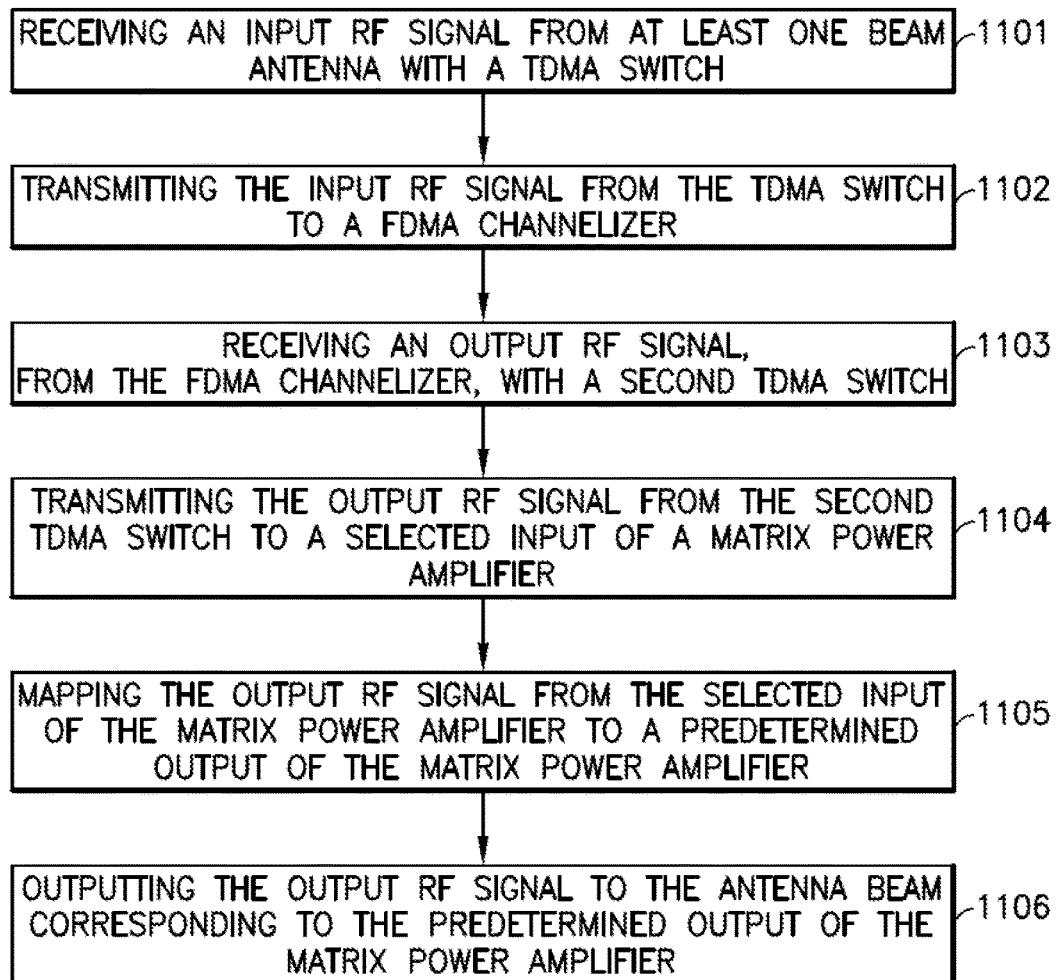 RECEIVING AN INPUT RF SIGNAL FROM AT LEAST ONE BEAM
ANTENNA WITH A TDMA SWITCH
1101
TRANSMITTING THE INPUT RF SIGNAL FROM THE TDMA SWITCH
TO A FDMA CHANNELIZER
1102
RECEIVING AN OUTPUT RF SIGNAL,
FROM THE FDMA CHANNELIZER, WITH A SECOND TDMA SWITCH
1103
TRANSMITTING THE OUTPUT RF SIGNAL FROM THE SECOND
TDMA SWITCH TO A SELECTED INPUT OF A MATRIX POWER
AMPLIFIER
1104
MAPPING THE OUTPUT RF SIGNAL FROM THE SELECTED INPUT
OF THE MATRIX POWER AMPLIFIER TO A PREDETERMINED
OUTPUT OF THE MATRIX POWER AMPLIFIER
1105
OUTPUTTING THE OUTPUT RF SIGNAL TO THE ANTENNA BEAM
CORRESPONDING TO THE PREDETERMINED OUTPUT OF THE
MATRIX POWER AMPLIFIER
1106